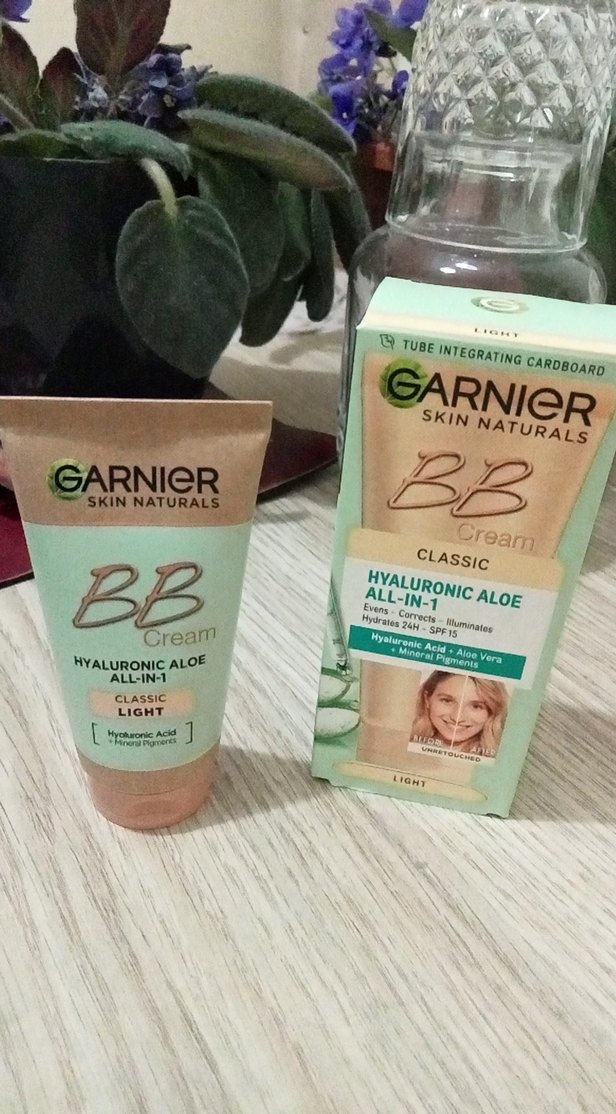 GARNIER
SKIN NATURALS
BB
Cream
HYALURONIC ALOE
ALL-IN-1
CLASSIC
LIGHT
[ Hyaluronic Acid
+ Mineral Pigments ]
LIGHT
TUBE INTEGRATING CARDBOARD
GARNIER
SKIN NATURALS
BB
Cream
CLASSIC
HYALURONIC ALOE
ALL-IN-1
Evens - Corrects - Illuminates
Hydrates 24H - SPF15
Hyaluronic Acid + Aloe Vera
+ Mineral Pigments
BEFORE AFTER
UNRETOUCHED
LIGHT